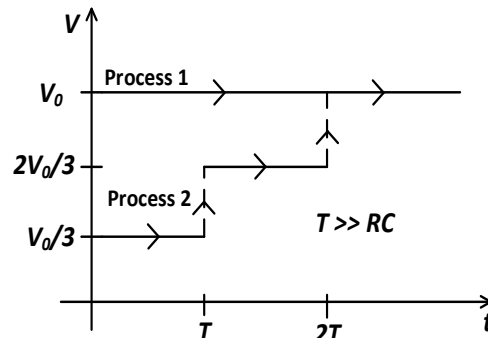 V
Process 1
V0
2V0/3
Process 2
T >> RC
V0/3
T
2T
t